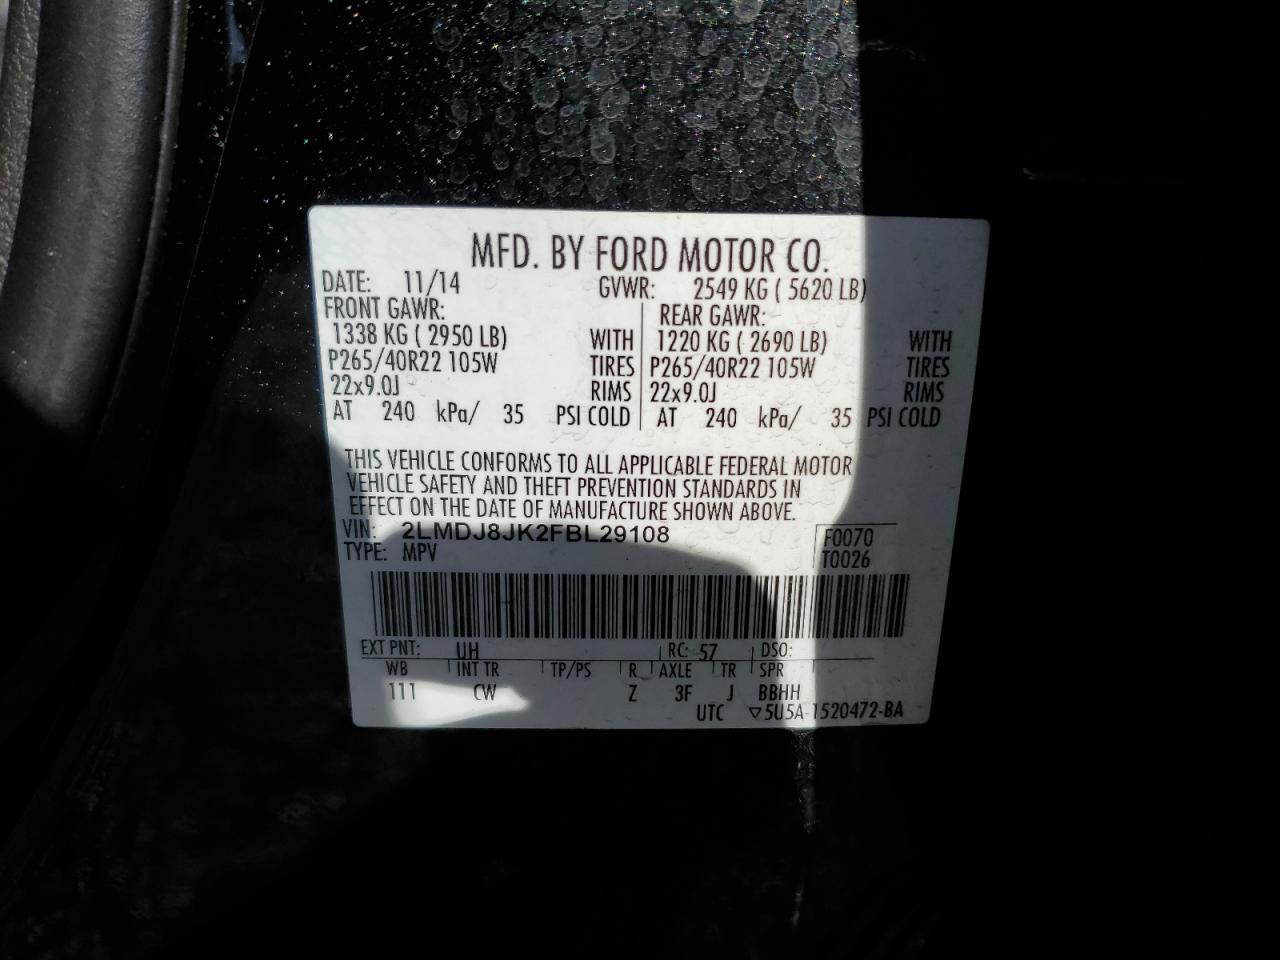 MFD. BY FORD MOTOR CO.
DATE: 11/14 GVWR: 2549 KG ( 5620 LB)
FRONT GAWR: REAR GAWR:
1338 KG ( 2950 LB) WITH 1220 KG ( 2690 LB) WITH
P265/40R22 105W TIRES P265/40R22 105W TIRES
22x9.0J RIMS 22x9.0J RIMS
AT 240 kPa/ 35 PSI COLD AT 240 kPa/ 35 PSI COLD
THIS VEHICLE CONFORMS TO ALL APPLICABLE FEDERAL MOTOR
VEHICLE SAFETY AND THEFT PREVENTION STANDARDS IN
EFFECT ON THE DATE OF MANUFACTURE SHOWN ABOVE.
VIN: 2LMDJ8JK2FBL29108 F0070
TYPE: MPV T0026
EXT PNT: UH RC: 57 DSO:
WB INT TR TP/PS R AXLE TR SPR
111 CW Z 3F J BBHH
UTC ▽5U5A-1520472-BA